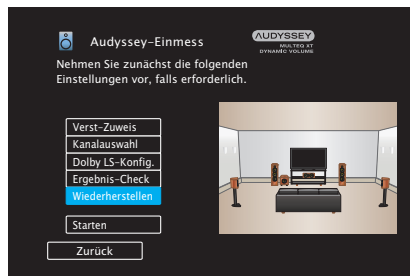 Audyssey-Einmess
AUDYSSEY
MULTEQ XT
DYNAMIC VOLUME
Nehmen Sie zunächst die folgenden
Einstellungen vor, falls erforderlich.
Verst-Zuweis
Kanalauswahl
Dolby LS-Konfig.
Ergebnis-Check
Wiederherstellen
Starten
Zurück